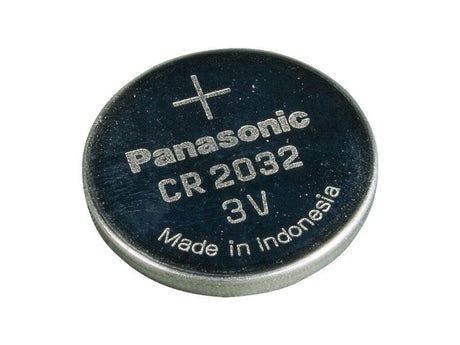 +
Panasonic
CR 2032
3V
Made in Indonesia